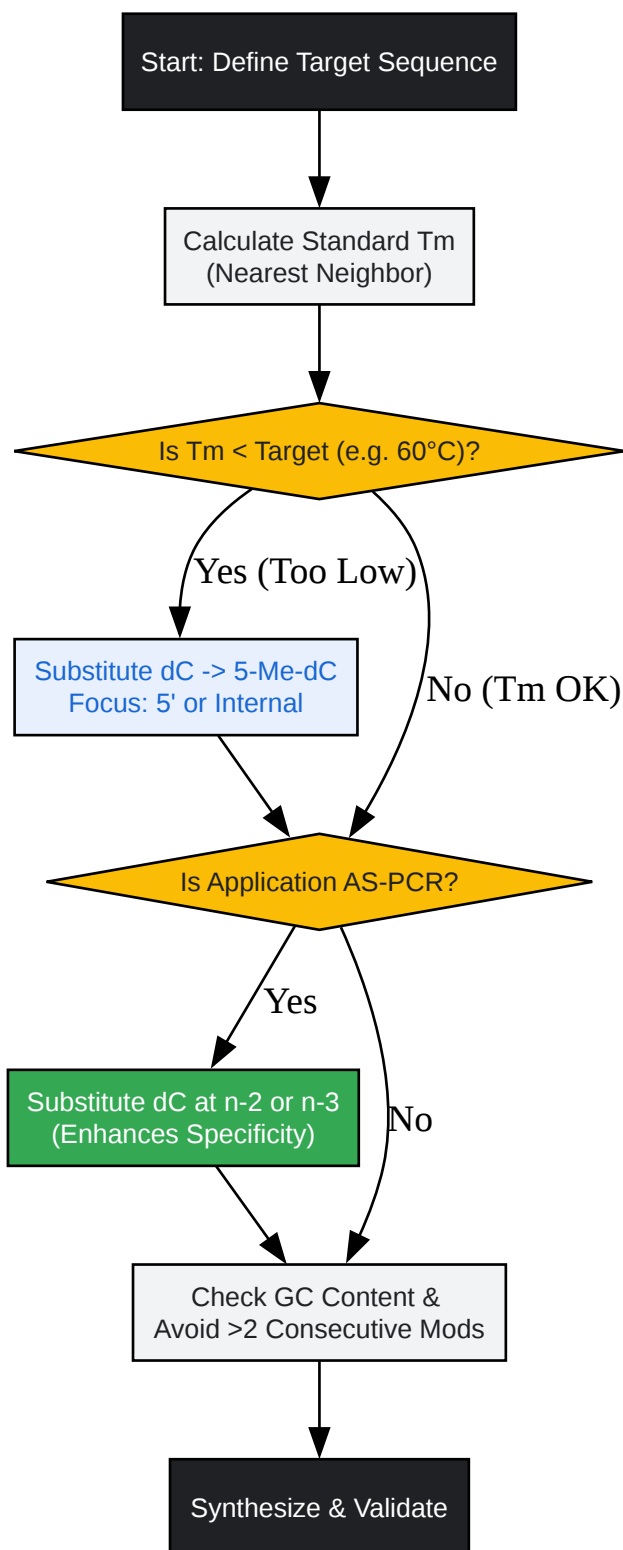 Start: Define Target Sequence
Calculate Standard Tm
(Nearest Neighbor)
Is Tm < Target (e.g. 60°C)?
Yes (Too Low)
Substitute dC -> 5-Me-dC
Focus: 5' or Internal
No (Tm OK)
Is Application AS-PCR?
Yes
Substitute dC at n-2 or n-3
(Enhances Specificity)
No
Check GC Content &
Avoid >2 Consecutive Mods
Synthesize & Validate